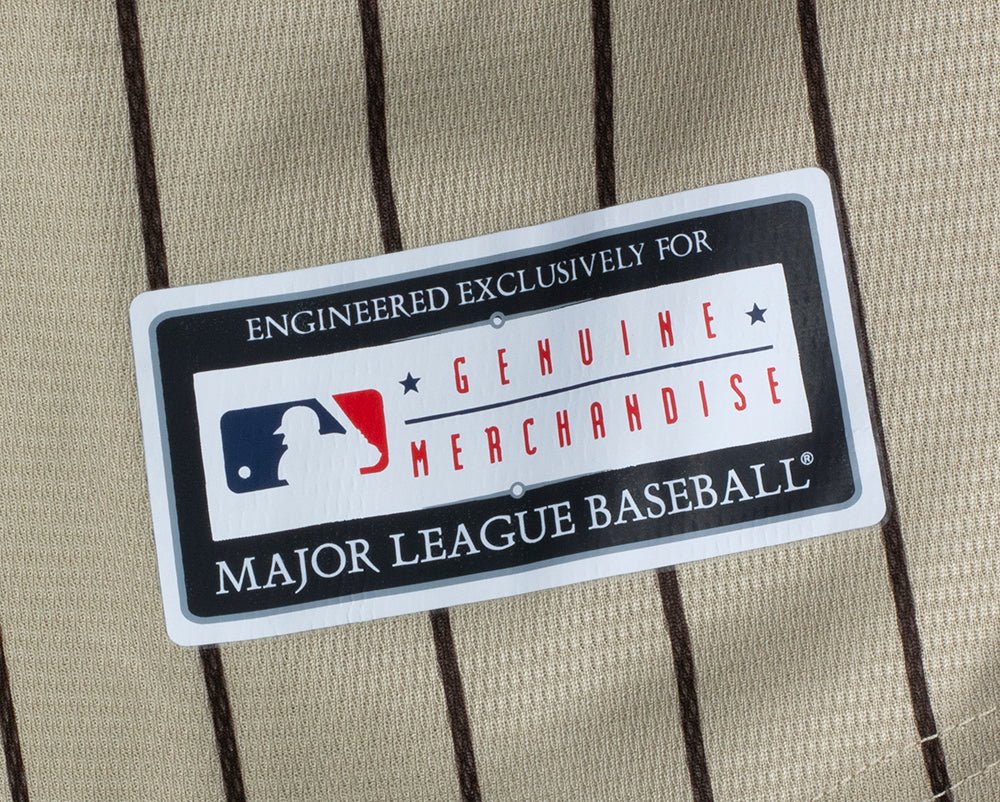 ENGINEERED EXCLUSIVELY FOR
GENUINE
MERCHANDISE
MAJOR LEAGUE BASEBALL®